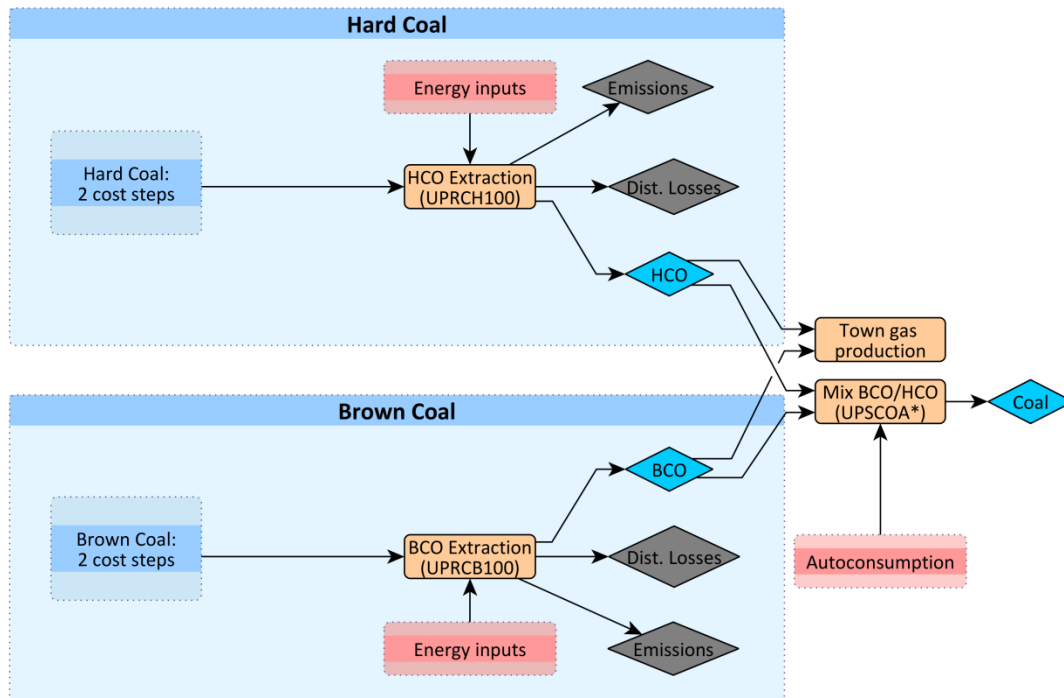 Hard Coal
Energy inputs
Emissions
Hard Coal:
2 cost steps
HCO Extraction
(UPRCH100)
Dist. Losses
HCO
Town gas
production
Mix BCO/HCO
(UPSCOA*)
Coal
Brown Coal
BCO
Brown Coal:
2 cost steps
BCO Extraction
(UPRCB100)
Dist. Losses
Autoconsumption
Energy inputs
Emissions